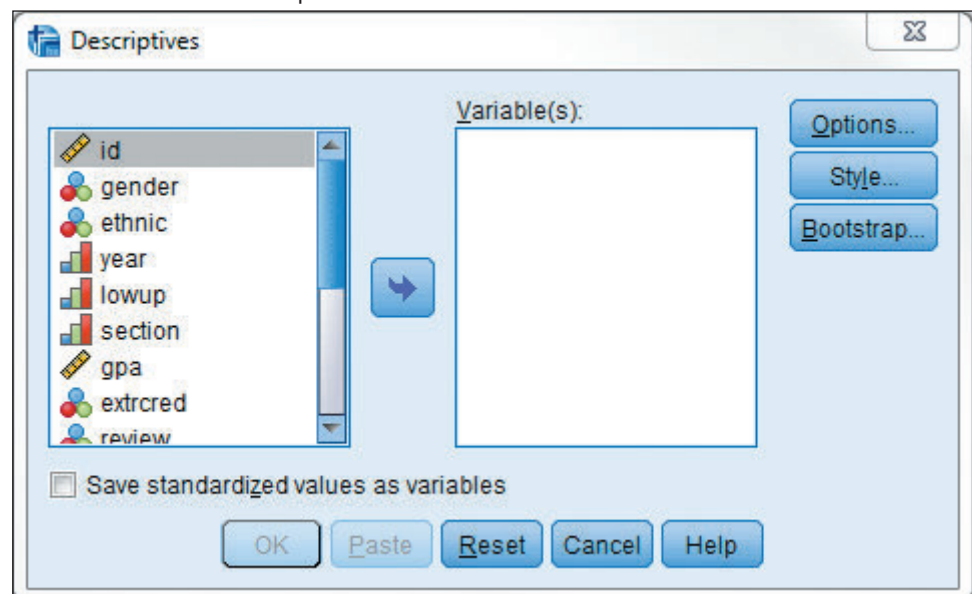 Descriptives
Variable(s):
id
gender
ethnic
year
lowup
section
gpa
extrcred
review
Options...
Style...
Bootstrap...
Save standardized values as variables
OK Paste Reset Cancel Help